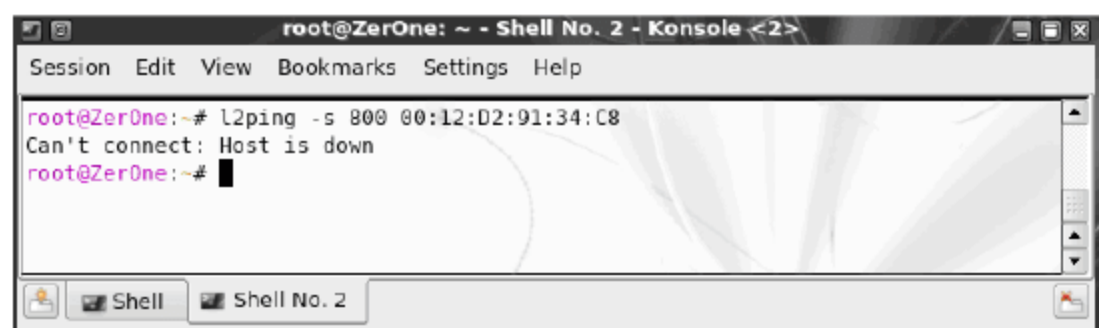 root@ZerOne: ~ - Shell No. 2 - Konsole <2>
Session Edit View Bookmarks Settings Help
root@ZerOne:~# l2ping -s 800 00:12:D2:91:34:C8
Can't connect: Host is down
root@ZerOne:~#
Shell Shell No. 2